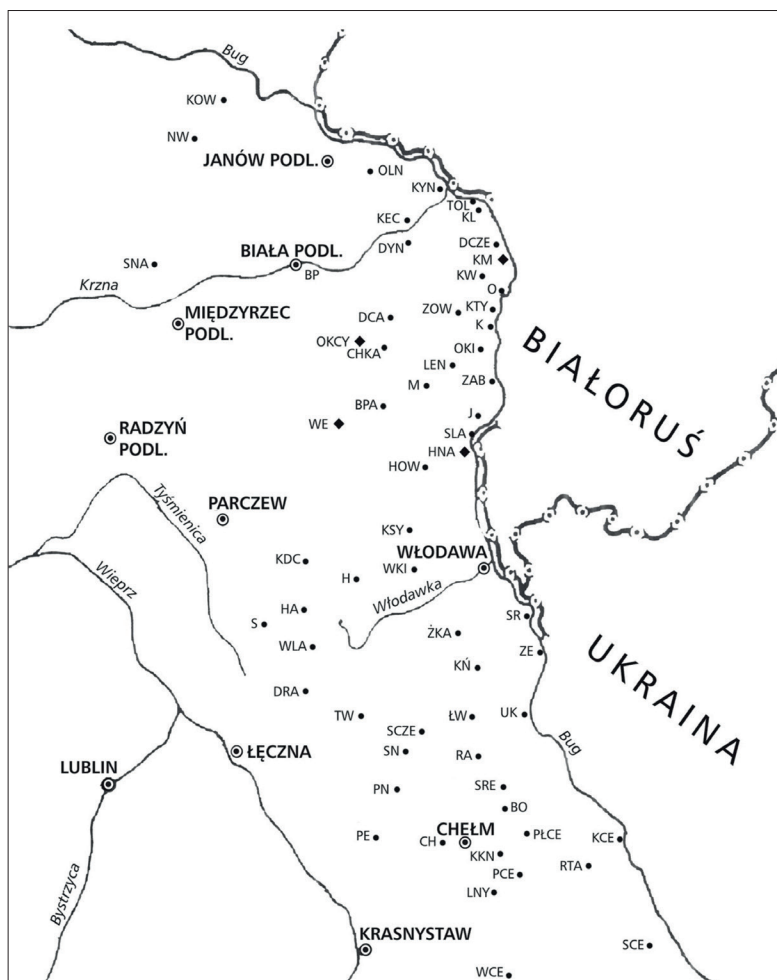 Bug
KOW
NW
JANÓW PODL.
OLN
KYN
TOL
KL
KEC
DYN
DCZE
KM
SNA
BIAŁA PODL.
BP
KW
Krzna
O
MIĘDZYRZEC
PODL.
DCA
ZOW
KTY
K
OKCY
CHKA
OKI
LEN
BIAŁORUŚ
M
ZAB
BPA
WE
J
RADZYŃ
PODL.
SLA
HNA
HOW
Tyśmienica
PARCZEW
KSY
WŁODAWA
KDC
WKI
H
Wieprz
Włodawka
HA
S
SR
ŻKA
WLA
ZE
UKRAINA
KŃ
DRA
TW
ŁW
UK
SCZE
Bug
ŁĘCZNA
SN
RA
LUBLIN
PN
SRE
BO
PE
CHEŁM
CH
PŁCE
KCE
KKN
RTA
PCE
LNY
Bystrzyca
KRASNYSTAW
SCE
WCE